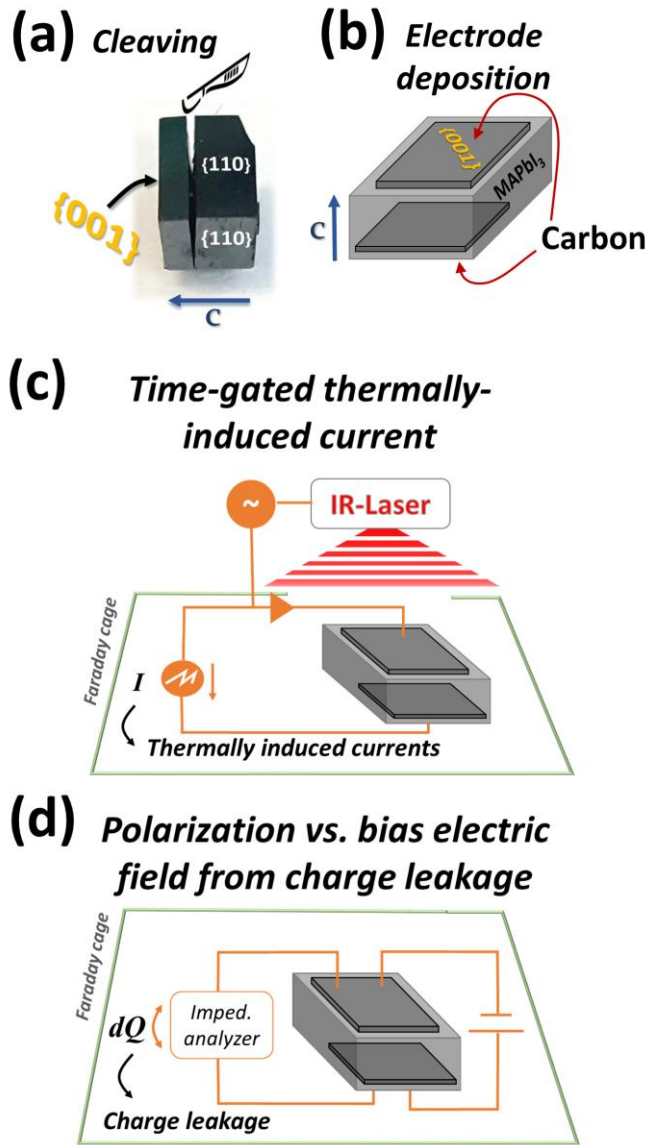 (a) Cleaving
{110}
{001}
{110}
C
(b) Electrode
deposition
{001}
MAPbI₃
C
Carbon
(c) Time-gated thermally-
induced current
~
IR-Laser
Faraday cage
I
Thermally induced currents
(d) Polarization vs. bias electric
field from charge leakage
Faraday cage
Imped.
analyzer
dQ
Charge leakage